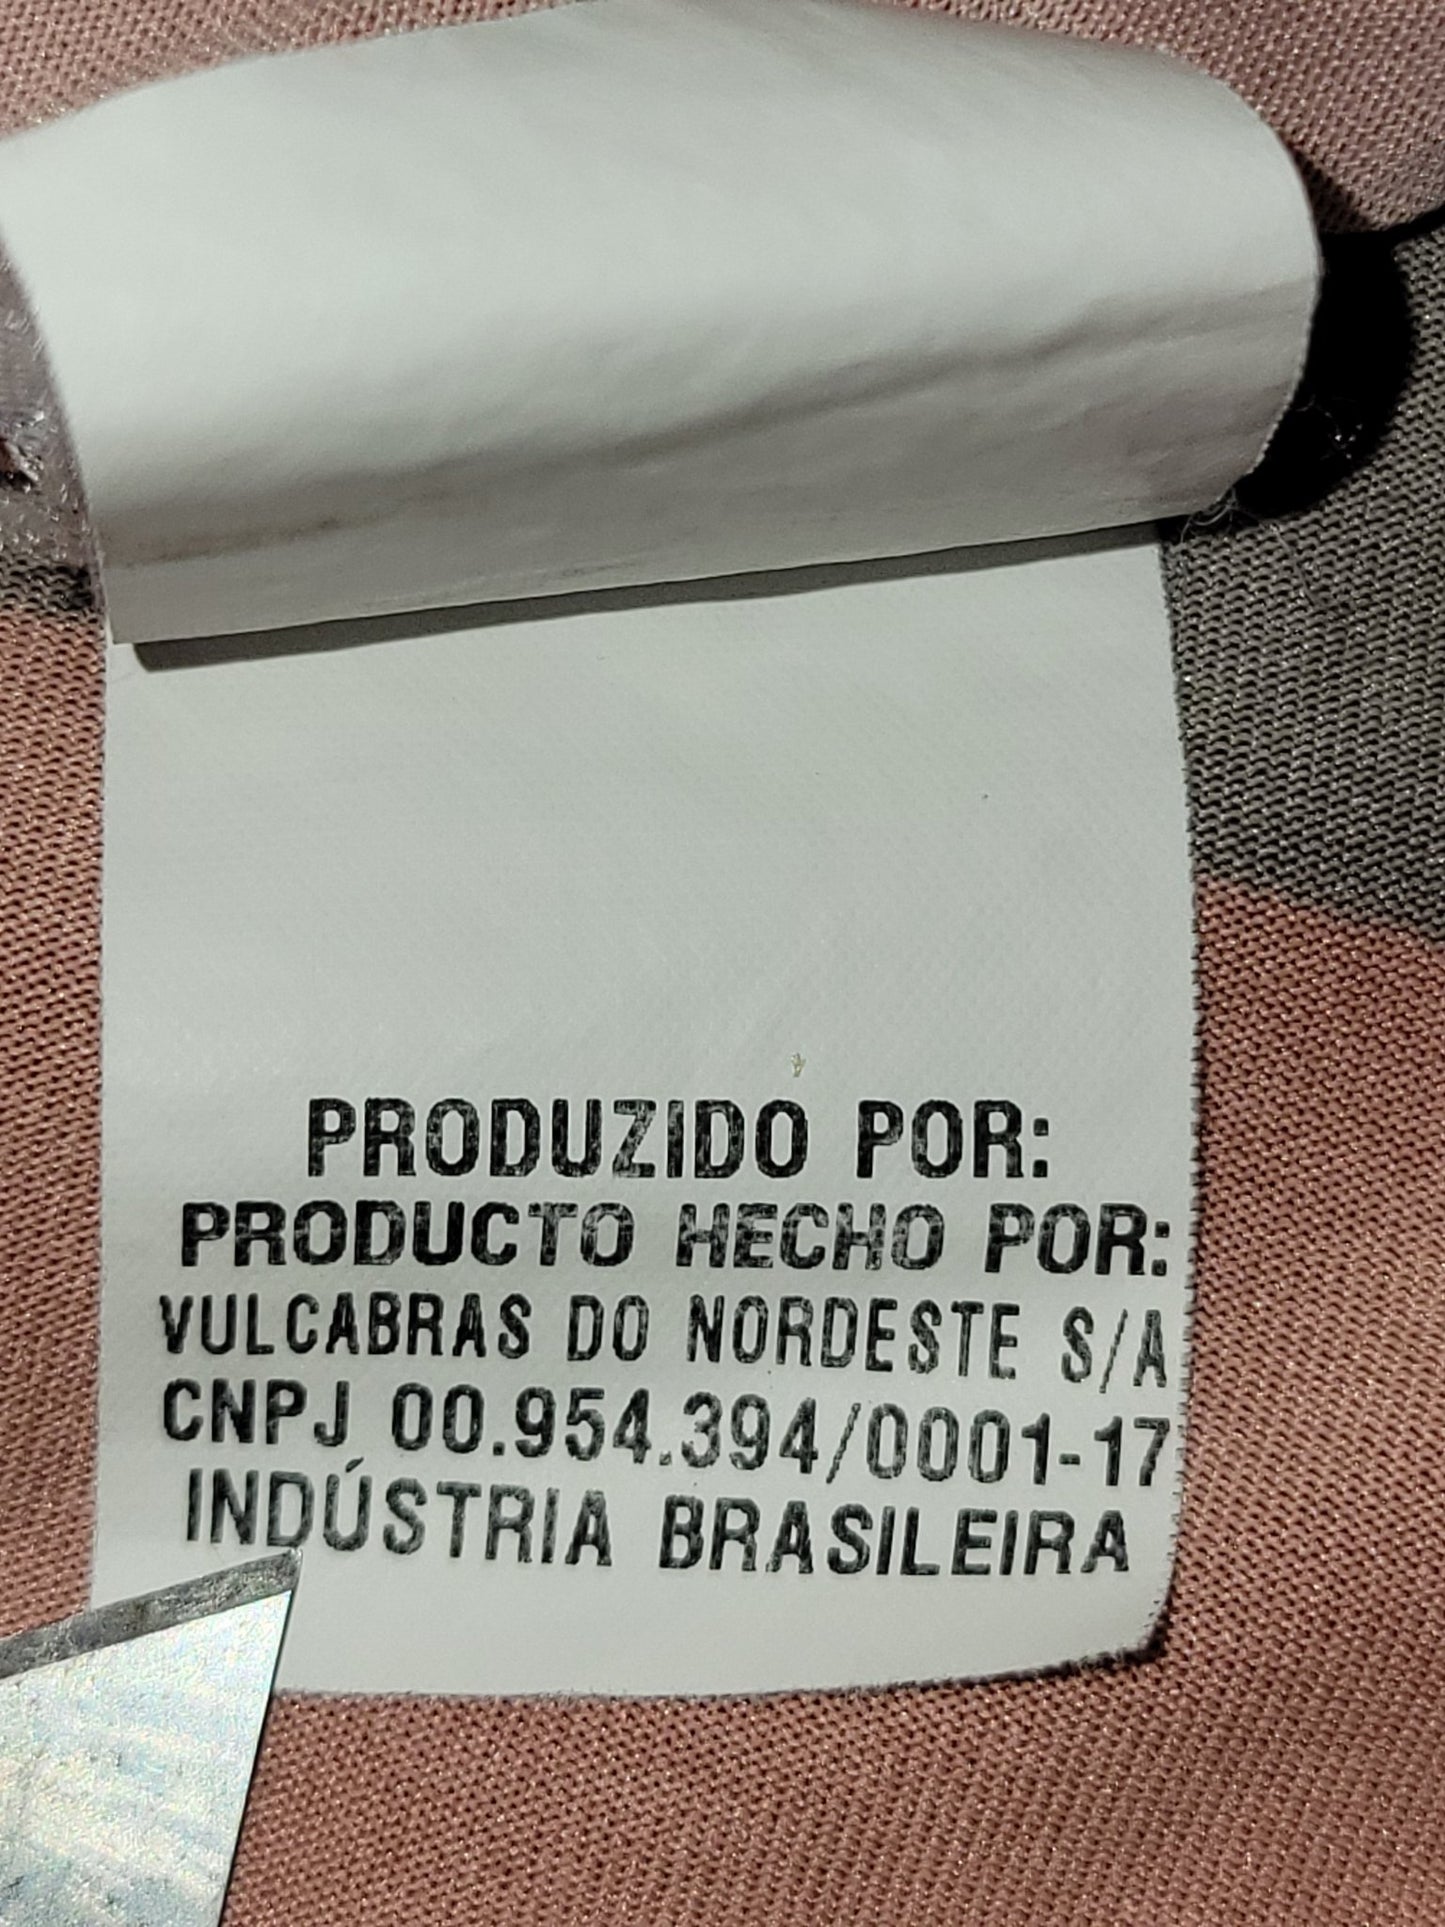 PRODUZIDO POR:
PRODUCTO HECHO POR:
VULCABRAS DO NORDESTE S/A
CNPJ 00.954.394/0001-17
INDÚSTRIA BRASILEIRA